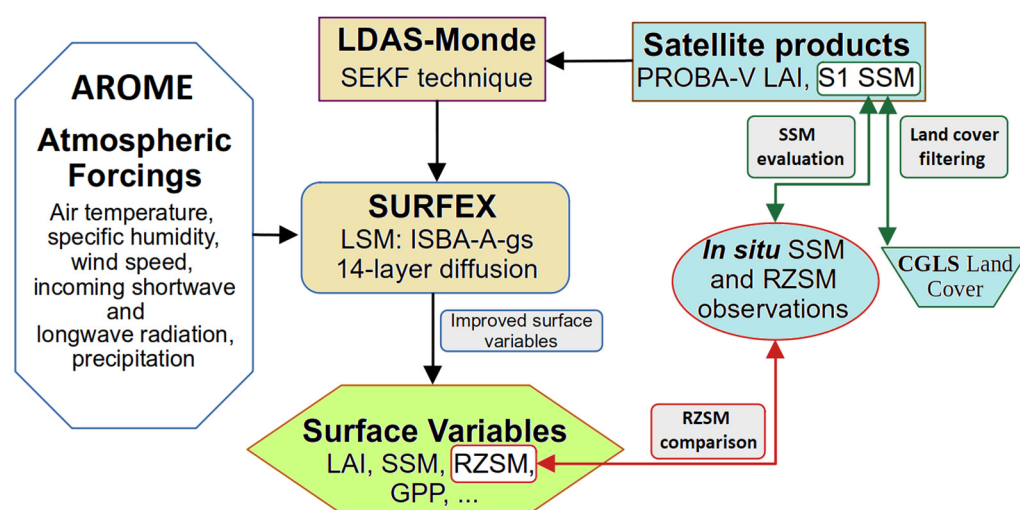 AROME
Atmospheric
Forcings
Air temperature,
specific humidity,
wind speed,
incoming shortwave
and
longwave radiation,
precipitation
LDAS-Monde
SEKF technique
Satellite products
PROBA-V LAI, S1 SSM
SSM
evaluation
Land cover
filtering
SURFEX
LSM: ISBA-A-gs
14-layer diffusion
In situ SSM
and RZSM
observations
CGLS Land
Cover
Improved surface
variables
Surface Variables
LAI, SSM, RZSM,
GPP, ...
RZSM
comparison